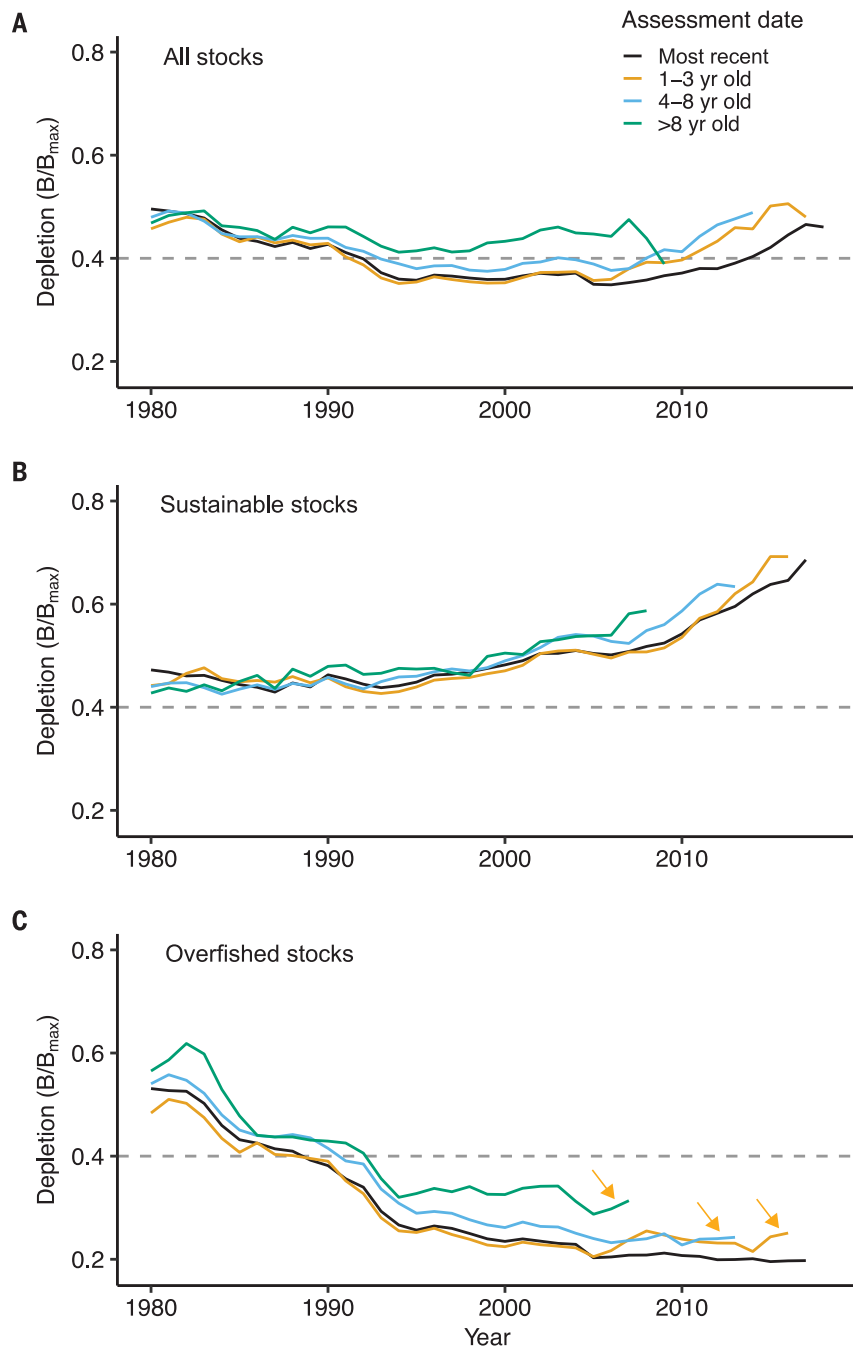 A
All stocks
Assessment date
Most recent
1–3 yr old
4–8 yr old
>8 yr old
Depletion (B/Bmax)
0.8
0.6
0.4
0.2
1980
1990
2000
2010
B
Sustainable stocks
Depletion (B/Bmax)
0.8
0.6
0.4
0.2
1980
1990
2000
2010
C
Overfished stocks
Depletion (B/Bmax)
0.8
0.6
0.4
0.2
1980
1990
2000
2010
Year